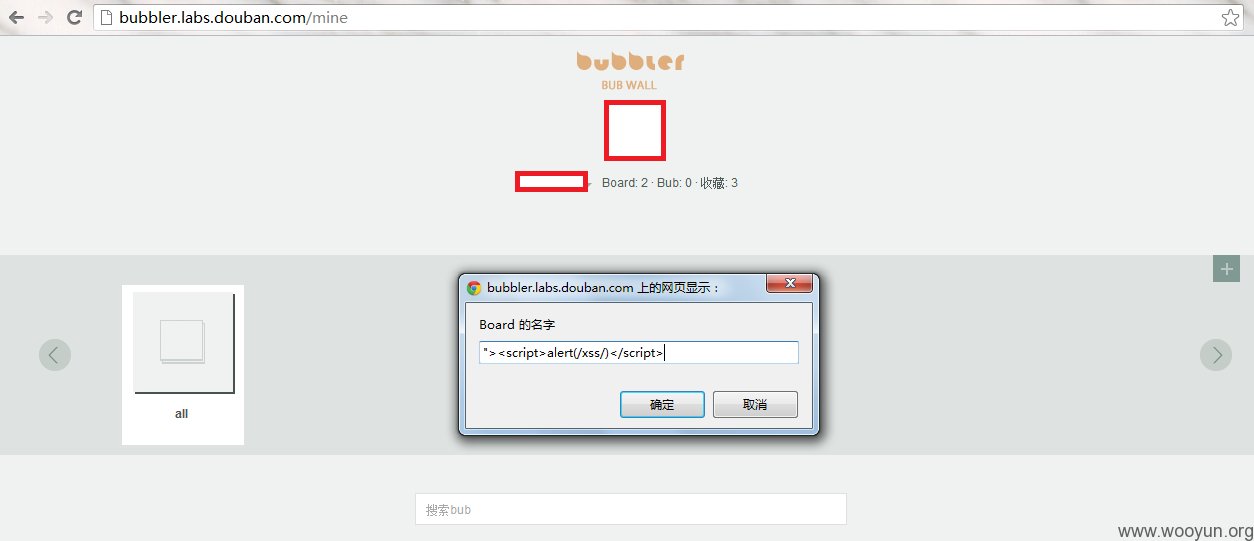 bubbler.labs.douban.com/mine
bubbler
BUB WALL
Board: 2 · Bub: 0 · 收藏: 3
+
bubbler.labs.douban.com 上的网页显示：
Board 的名字
"><script>alert(/xss/)</script>
确定 取消
all
搜索bub
www.wooyun.org